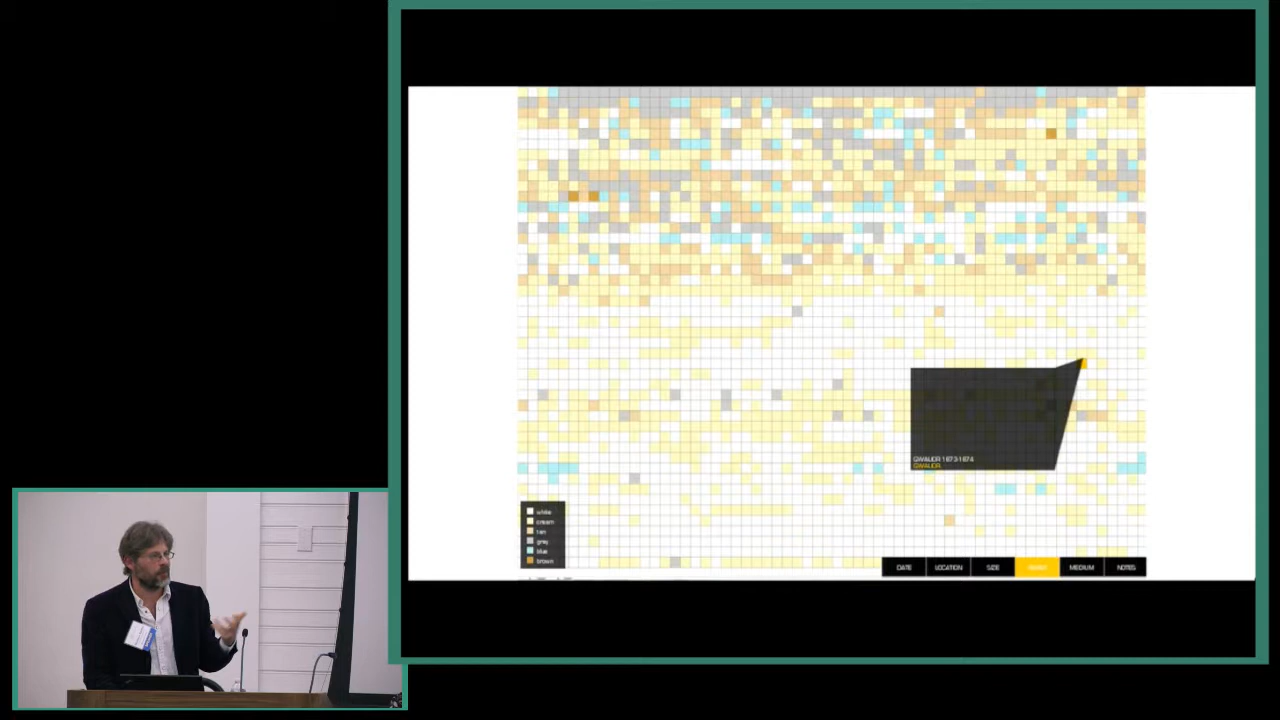 white
cream
tan
gray
blue
brown
DATE
LOCATION
SIZE
MEDIUM
NOTES